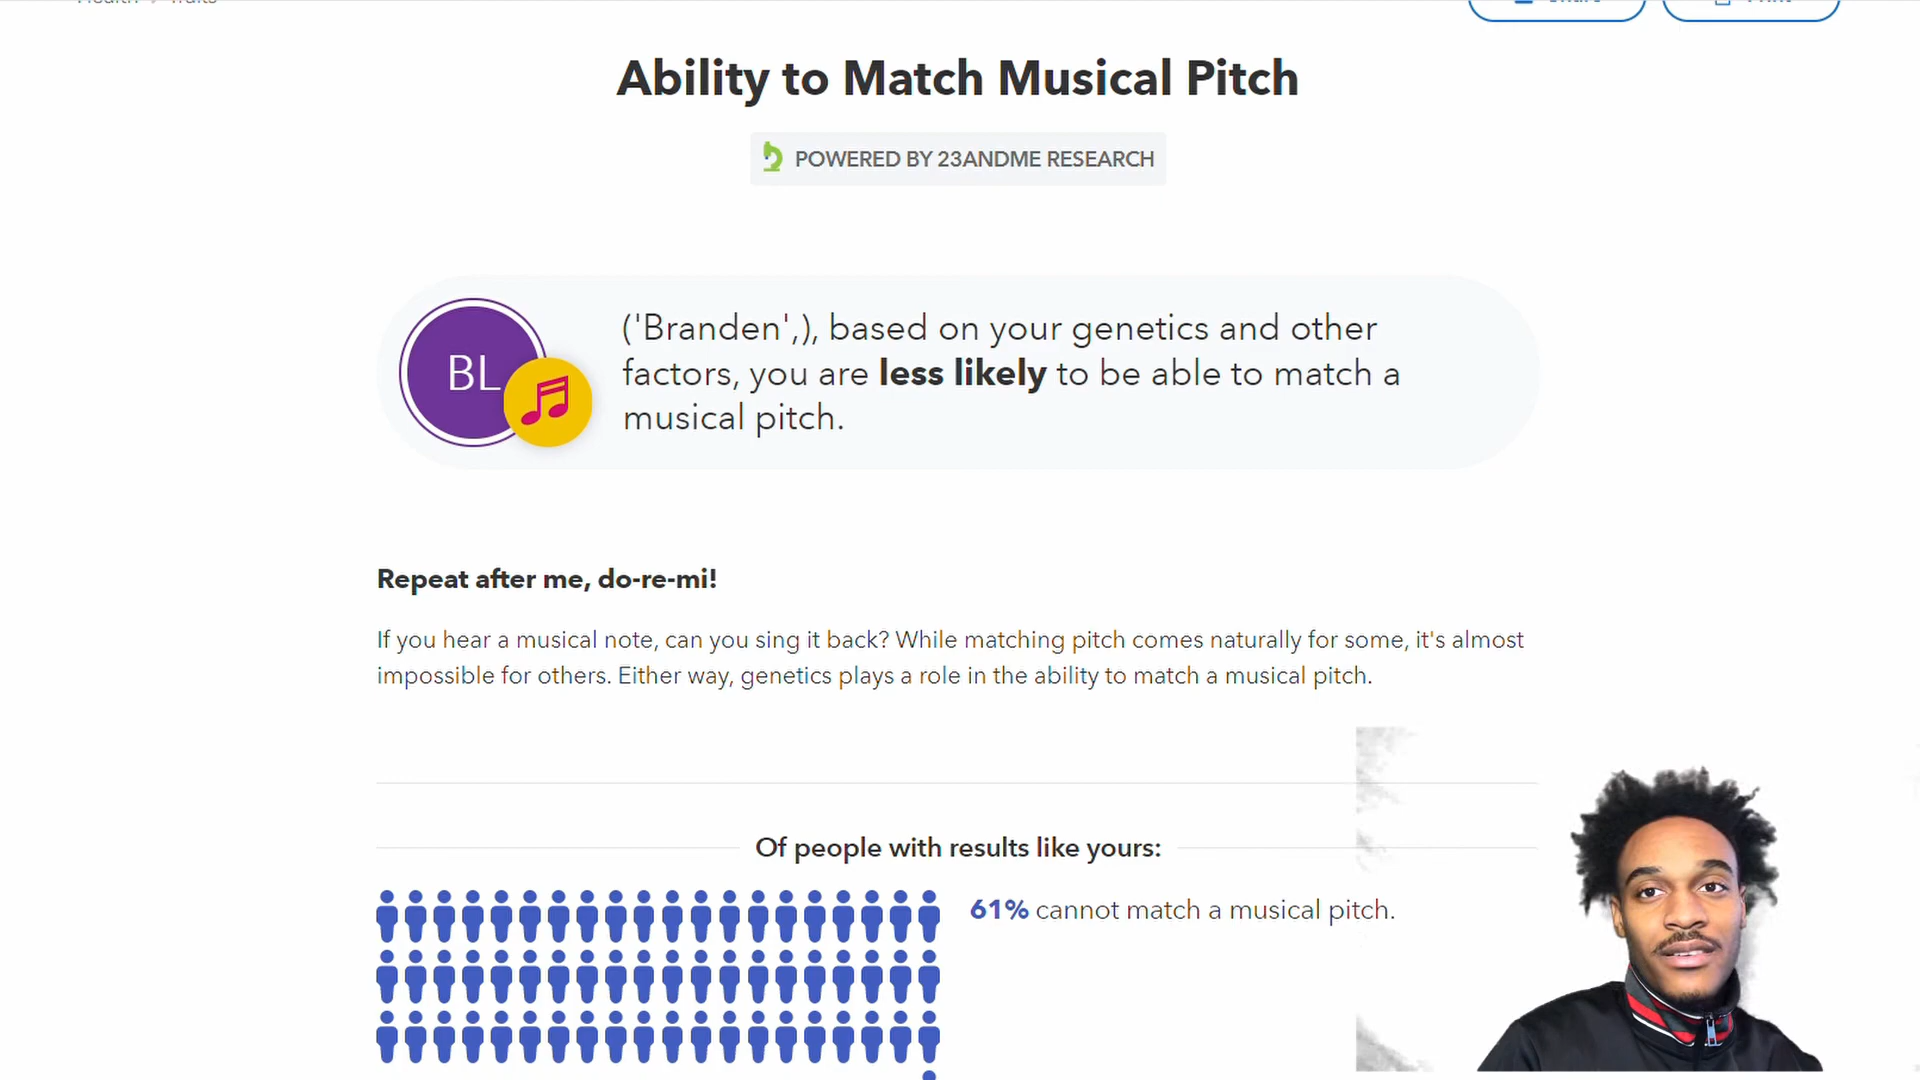 Ability to Match Musical Pitch
POWERED BY 23ANDME RESEARCH
BL
('Branden',), based on your genetics and other
factors, you are less likely to be able to match a
musical pitch.
Repeat after me, do-re-mi!
If you hear a musical note, can you sing it back? While matching pitch comes naturally for some, it's almost
impossible for others. Either way, genetics plays a role in the ability to match a musical pitch.
Of people with results like yours:
61% cannot match a musical pitch.